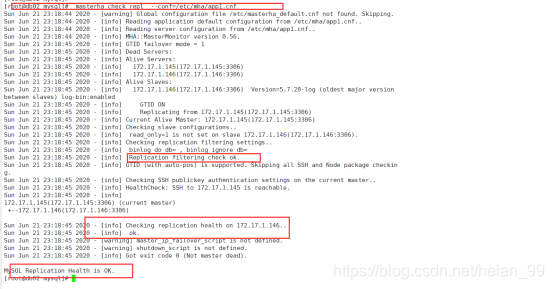 [root@db02 mysql]# masterha_check_repl --conf=/etc/mha/app1.cnf
Sun Jun 21 23:18:44 2020 - [warning] Global configuration file /etc/masterha_default.cnf not found. Skipping.
Sun Jun 21 23:18:44 2020 - [info] Reading application default configuration from /etc/mha/app1.cnf..
Sun Jun 21 23:18:44 2020 - [info] Reading server configuration from /etc/mha/app1.cnf..
Sun Jun 21 23:18:44 2020 - [info] MHA::MasterMonitor version 0.56.
Sun Jun 21 23:18:45 2020 - [info] GTID failover mode = 1
Sun Jun 21 23:18:45 2020 - [info] Dead Servers:
Sun Jun 21 23:18:45 2020 - [info] Alive Servers:
Sun Jun 21 23:18:45 2020 - [info]   172.17.1.145(172.17.1.145:3306)
Sun Jun 21 23:18:45 2020 - [info]   172.17.1.146(172.17.1.146:3306)
Sun Jun 21 23:18:45 2020 - [info] Alive Slaves:
Sun Jun 21 23:18:45 2020 - [info]   172.17.1.146(172.17.1.146:3306)  Version=5.7.20-log (oldest major version
between slaves) log-bin:enabled
Sun Jun 21 23:18:45 2020 - [info]     GTID ON
Sun Jun 21 23:18:45 2020 - [info]     Replicating from 172.17.1.145(172.17.1.145:3306)
Sun Jun 21 23:18:45 2020 - [info] Current Alive Master: 172.17.1.145(172.17.1.145:3306)
Sun Jun 21 23:18:45 2020 - [info] Checking slave configurations..
Sun Jun 21 23:18:45 2020 - [info]  read_only=1 is not set on slave 172.17.1.146(172.17.1.146:3306).
Sun Jun 21 23:18:45 2020 - [info] Checking replication filtering settings..
Sun Jun 21 23:18:45 2020 - [info]  binlog_do_db= , binlog_ignore_db=
Sun Jun 21 23:18:45 2020 - [info]  Replication filtering check ok.
Sun Jun 21 23:18:45 2020 - [info] GTID (with auto-pos) is supported. Skipping all SSH and Node package checkin
g.
Sun Jun 21 23:18:45 2020 - [info] Checking SSH publickey authentication settings on the current master..
Sun Jun 21 23:18:45 2020 - [info] HealthCheck: SSH to 172.17.1.145 is reachable.
Sun Jun 21 23:18:45 2020 - [info]
172.17.1.145(172.17.1.145:3306) (current master)
 +--172.17.1.146(172.17.1.146:3306)
Sun Jun 21 23:18:45 2020 - [info] Checking replication health on 172.17.1.146..
Sun Jun 21 23:18:45 2020 - [info]  ok.
Sun Jun 21 23:18:45 2020 - [warning] master_ip_failover_script is not defined.
Sun Jun 21 23:18:45 2020 - [warning] shutdown_script is not defined.
Sun Jun 21 23:18:45 2020 - [info] Got exit code 0 (Not master dead).
MySQL Replication Health is OK.
[root@db02 mysql]#
https://blog.csdn.net/heian_99